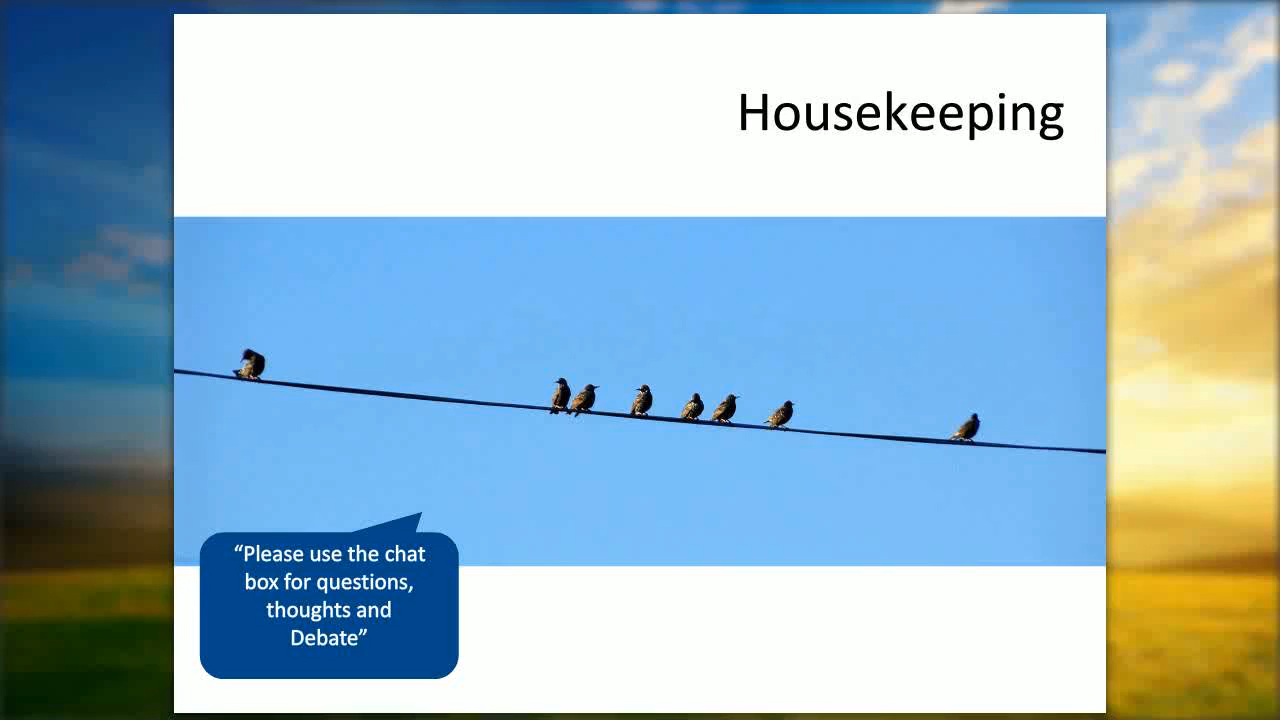 Housekeeping
“Please use the chat
box for questions,
thoughts and
Debate”